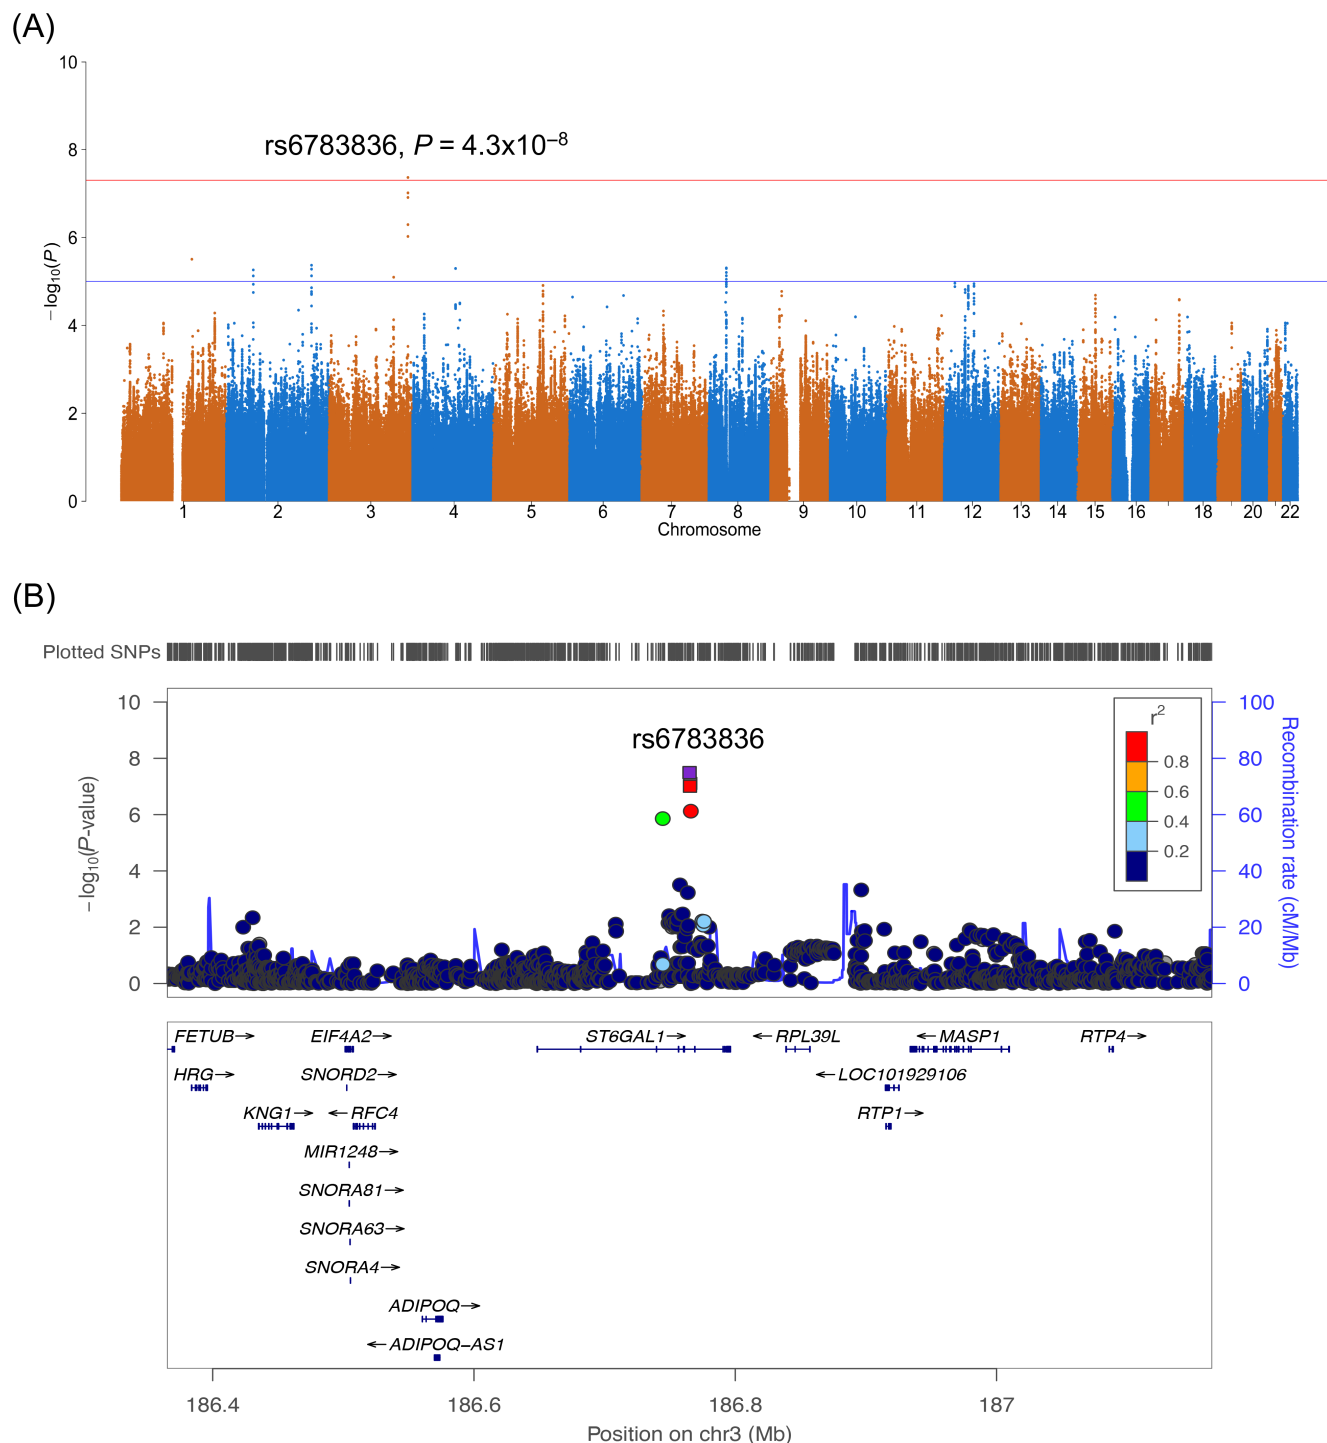 (A)
10
8
6
4
2
0
−log10(P)
rs6783836, P = 4.3x10−8
1 2 3 4 5 6 7 8 9 10 11 12 13 14 15 16 18 20 22
Chromosome
(B)
Plotted SNPs
10
8
6
4
2
0
−log10(P-value)
rs6783836
r2
0.8
0.6
0.4
0.2
100
80
60
40
20
0
Recombination rate (cM/Mb)
FETUB→ EIF4A2→ ST6GAL1→ ←RPL39L ←MASP1 RTP4→
HRG→ SNORD2→ ←LOC101929106
KNG1→ ←RFC4 RTP1→
MIR1248→
SNORA81→
SNORA63→
SNORA4→
ADIPOQ→
←ADIPOQ−AS1
186.4 186.6 186.8 187
Position on chr3 (Mb)